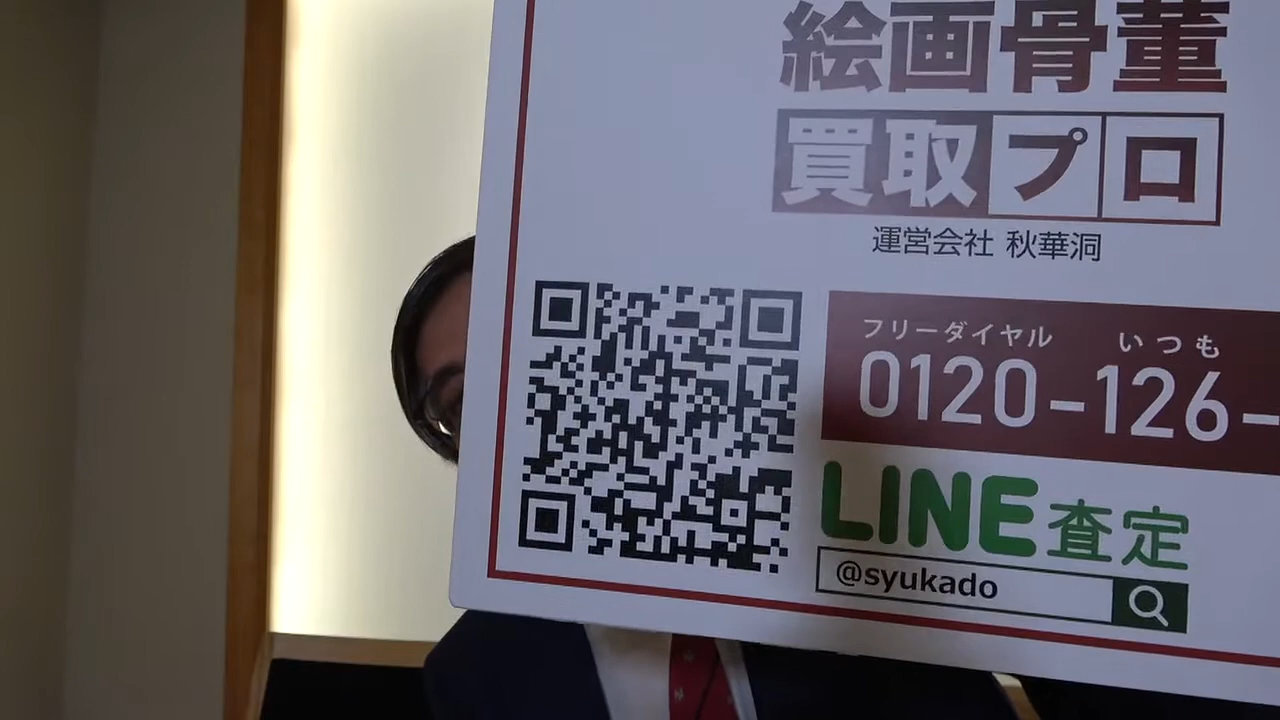 絵画骨董
買取プロ
運営会社 秋華洞
フリーダイヤル いつも
0120-126-
LINE査定
@syukado